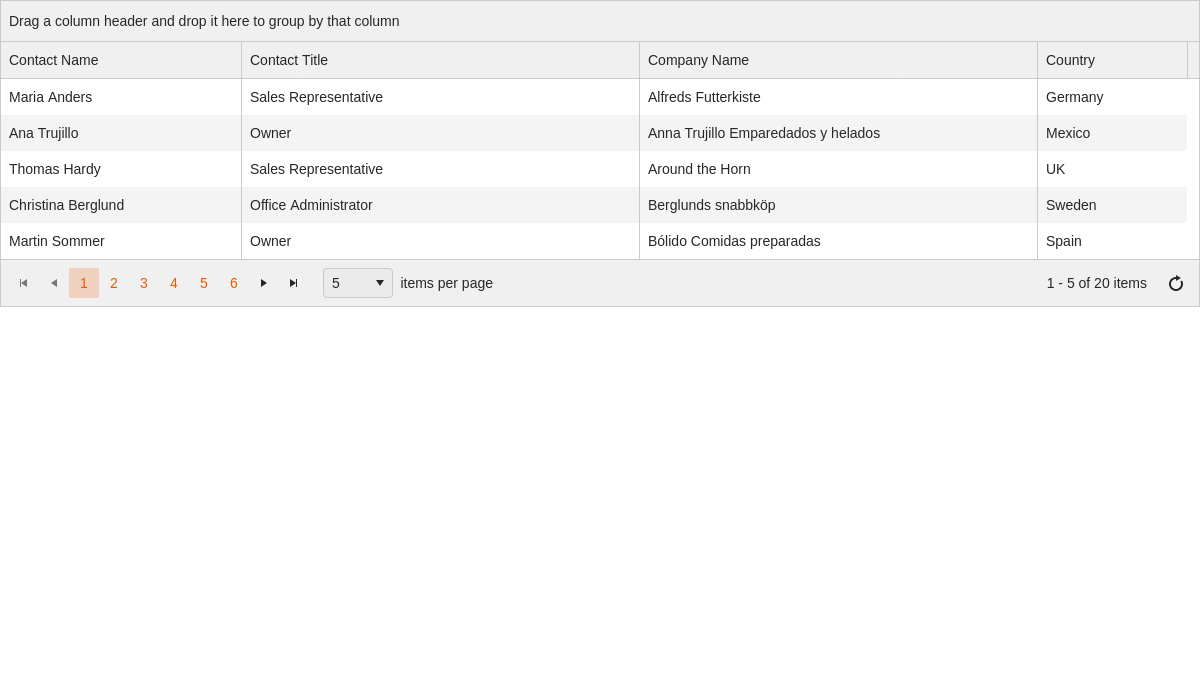 Drag a column header and drop it here to group by that column
Contact Name Contact Title Company Name Country
Maria Anders Sales Representative Alfreds Futterkiste Germany
Ana Trujillo Owner Anna Trujillo Emparedados y helados Mexico
Thomas Hardy Sales Representative Around the Horn UK
Christina Berglund Office Administrator Berglunds snabbköp Sweden
Martin Sommer Owner Bólido Comidas preparadas Spain
1 2 3 4 5 6 5 items per page 1 - 5 of 20 items